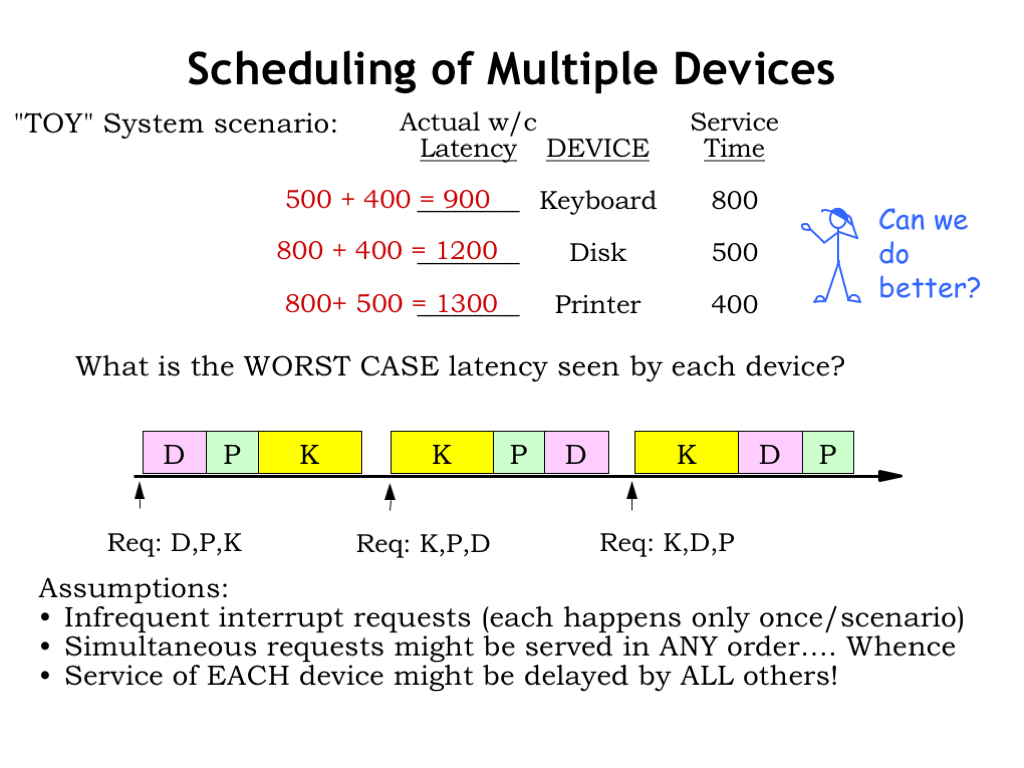 Scheduling of Multiple Devices
"TOY" System scenario:
Actual w/c Latency DEVICE Service Time
500 + 400 = 900 Keyboard 800
800 + 400 = 1200 Disk 500
800+ 500 = 1300 Printer 400
Can we
do
better?
What is the WORST CASE latency seen by each device?
D P K K P D K D P
Req: D,P,K Req: K,P,D Req: K,D,P
Assumptions:
• Infrequent interrupt requests (each happens only once/scenario)
• Simultaneous requests might be served in ANY order.... Whence
• Service of EACH device might be delayed by ALL others!